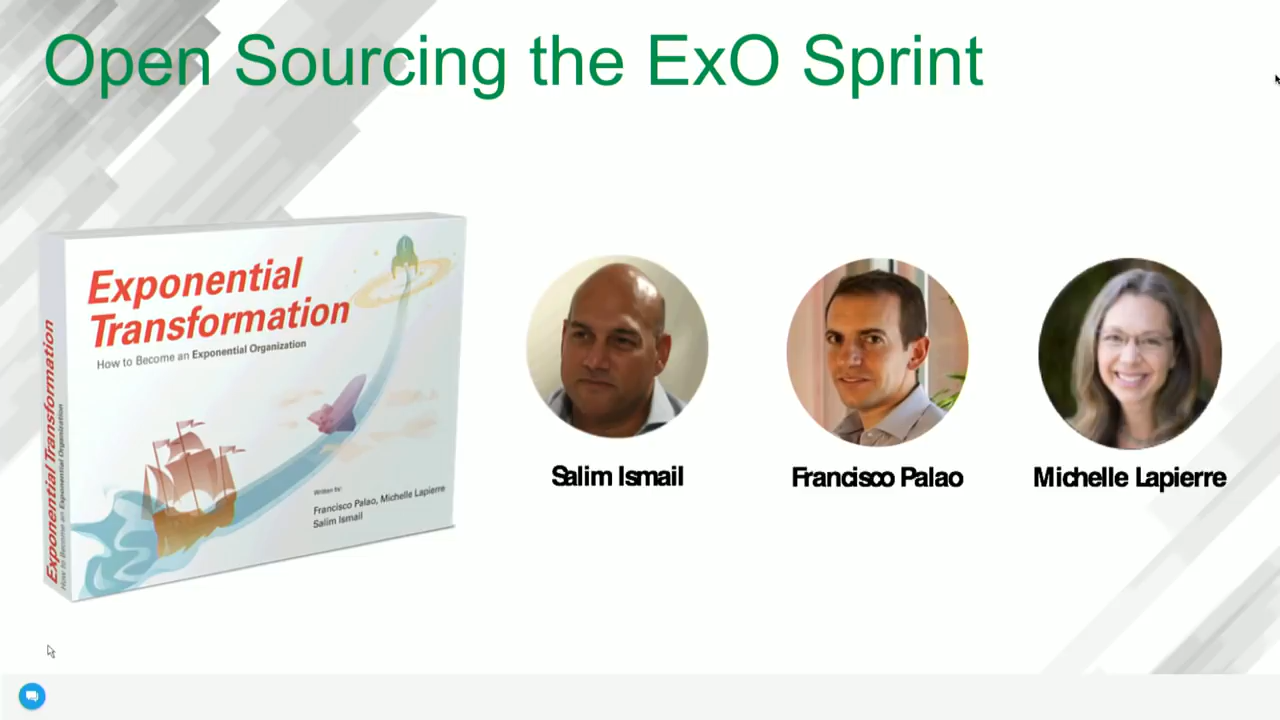 Open Sourcing the ExO Sprint
Exponential
Transformation
How to Become an Exponential Organization
Exponential Transformation
How to Become an Exponential Organization
Written by:
Francisco Palao, Michelle Lapierre
Salim Ismail
Salim Ismail
Francisco Palao
Michelle Lapierre